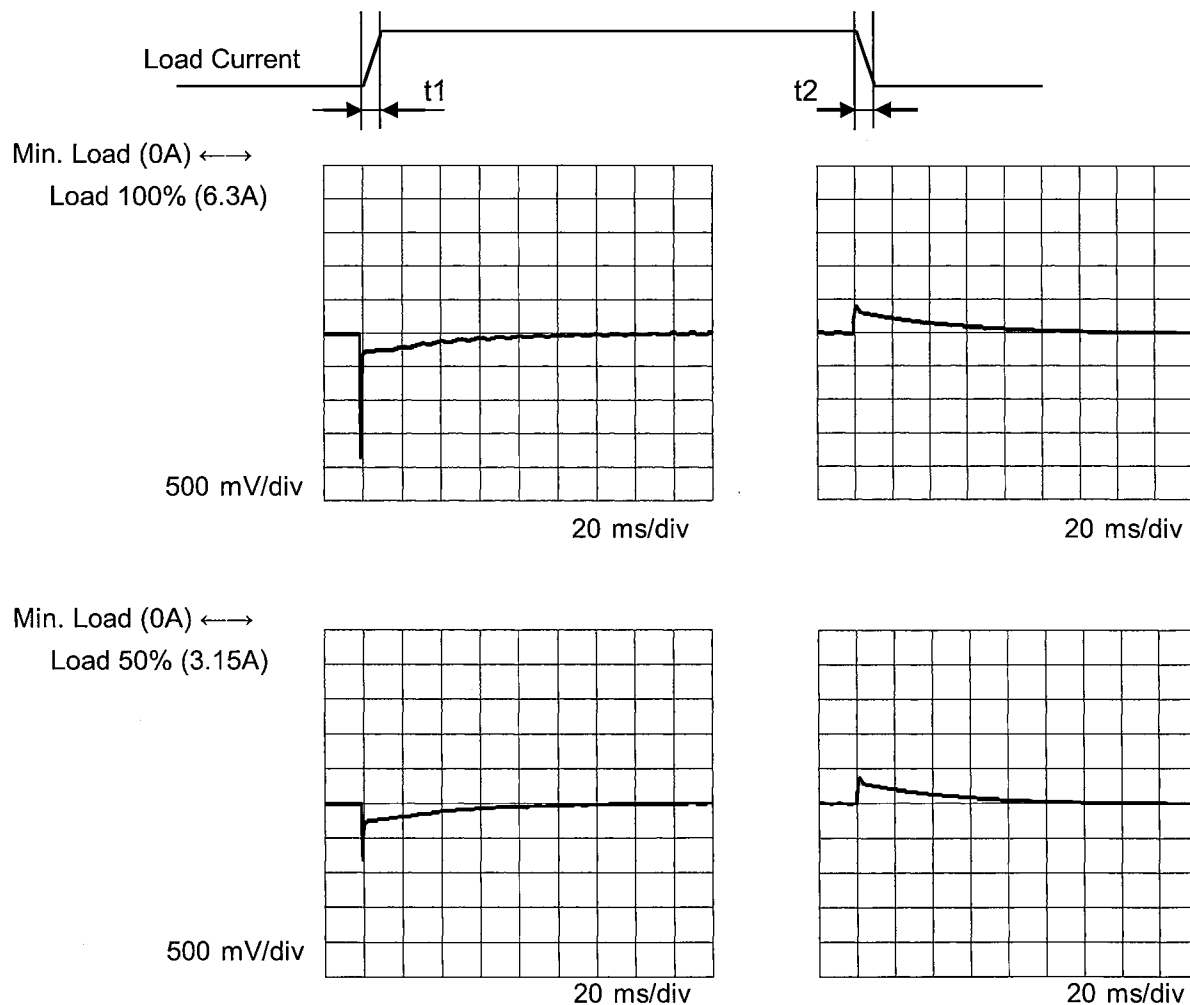 Load Current
t1
t2
Min. Load (0A) ←→
Load 100% (6.3A)
500 mV/div
20 ms/div
20 ms/div
Min. Load (0A) ←→
Load 50% (3.15A)
500 mV/div
20 ms/div
20 ms/div